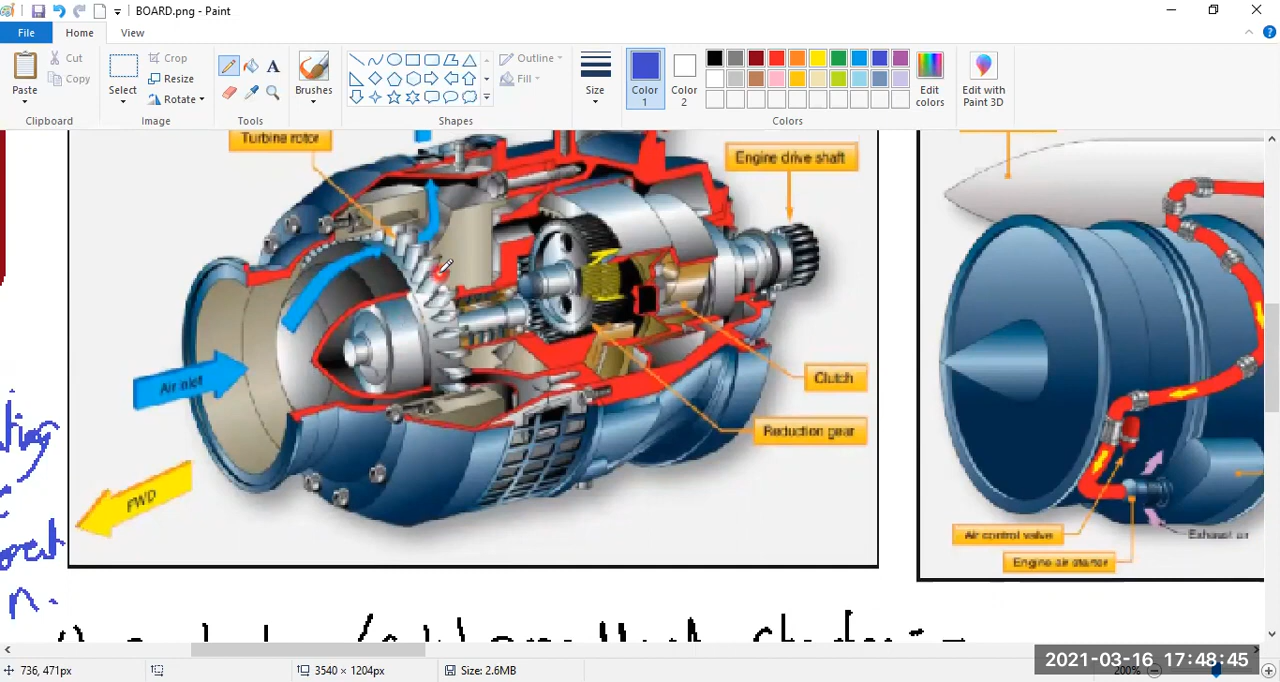 BOARD.png - Paint
File
Home
View
Paste
Cut
Copy
Clipboard
Select
Crop
Resize
Rotate
Image
A
Tools
Brushes
Outline
Fill
Shapes
Size
Color
1
Color
2
Edit
colors
Colors
Edit with
Paint 3D
Turbine rotor
Engine drive shaft
Air inlet
FWD
Clutch
Reduction gear
Air control valve
Engine air starter
Exhaust air
736, 471px
3540 × 1204px
Size: 2.6MB
200%
2021-03-16 17:48:45